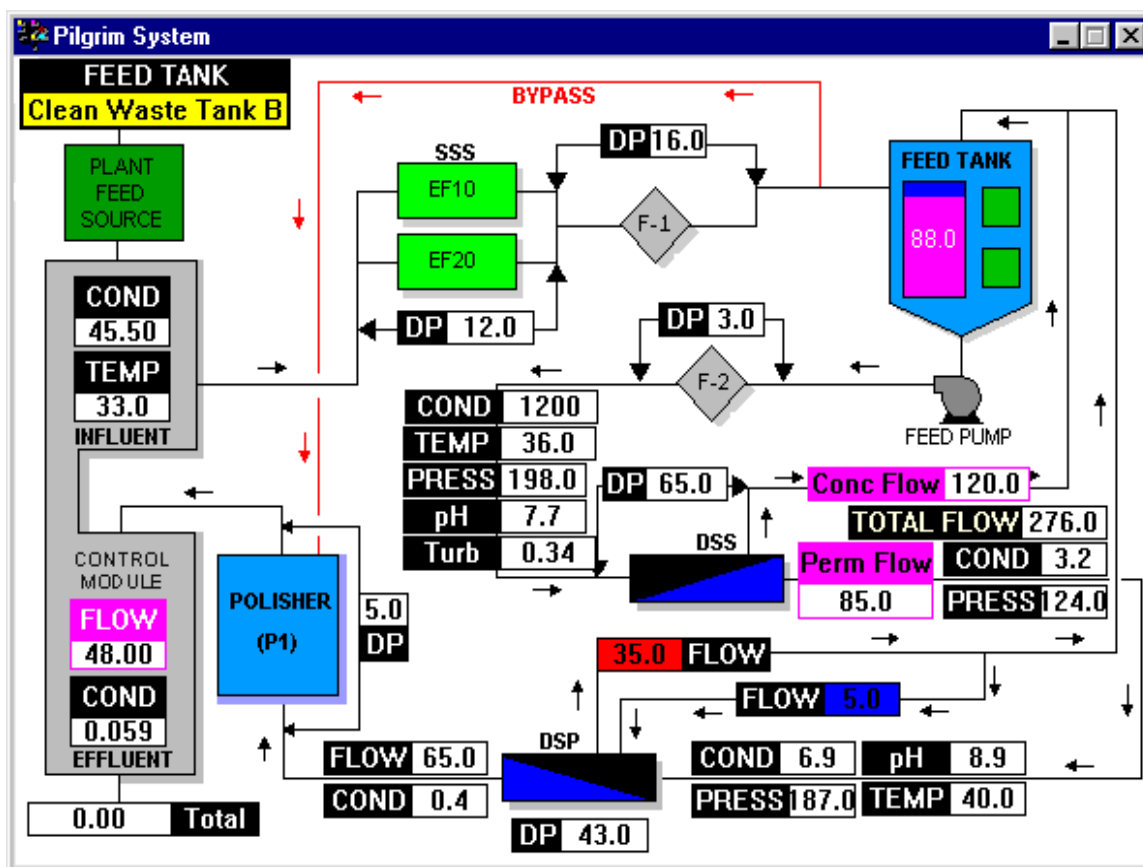 Pilgrim System
FEED TANK
Clean Waste Tank B
PLANT
FEED
SOURCE
COND
45.50
TEMP
33.0
INFLUENT
CONTROL
MODULE
FLOW
48.00
COND
0.059
EFFLUENT
0.00 Total
BYPASS
SSS
EF10
EF20
DP 12.0
DP 16.0
F-1
FEED TANK
88.0
DP 3.0
F-2
FEED PUMP
COND 1200
TEMP 36.0
PRESS 198.0
pH 7.7
Turb 0.34
DP 65.0
Conc Flow 120.0
TOTAL FLOW 276.0
DSS
Perm Flow
85.0
COND 3.2
PRESS 124.0
POLISHER
(P1)
5.0
DP
35.0 FLOW
FLOW 5.0
DSP
FLOW 65.0
COND 0.4
DP 43.0
COND 6.9
PRESS 187.0
pH 8.9
TEMP 40.0